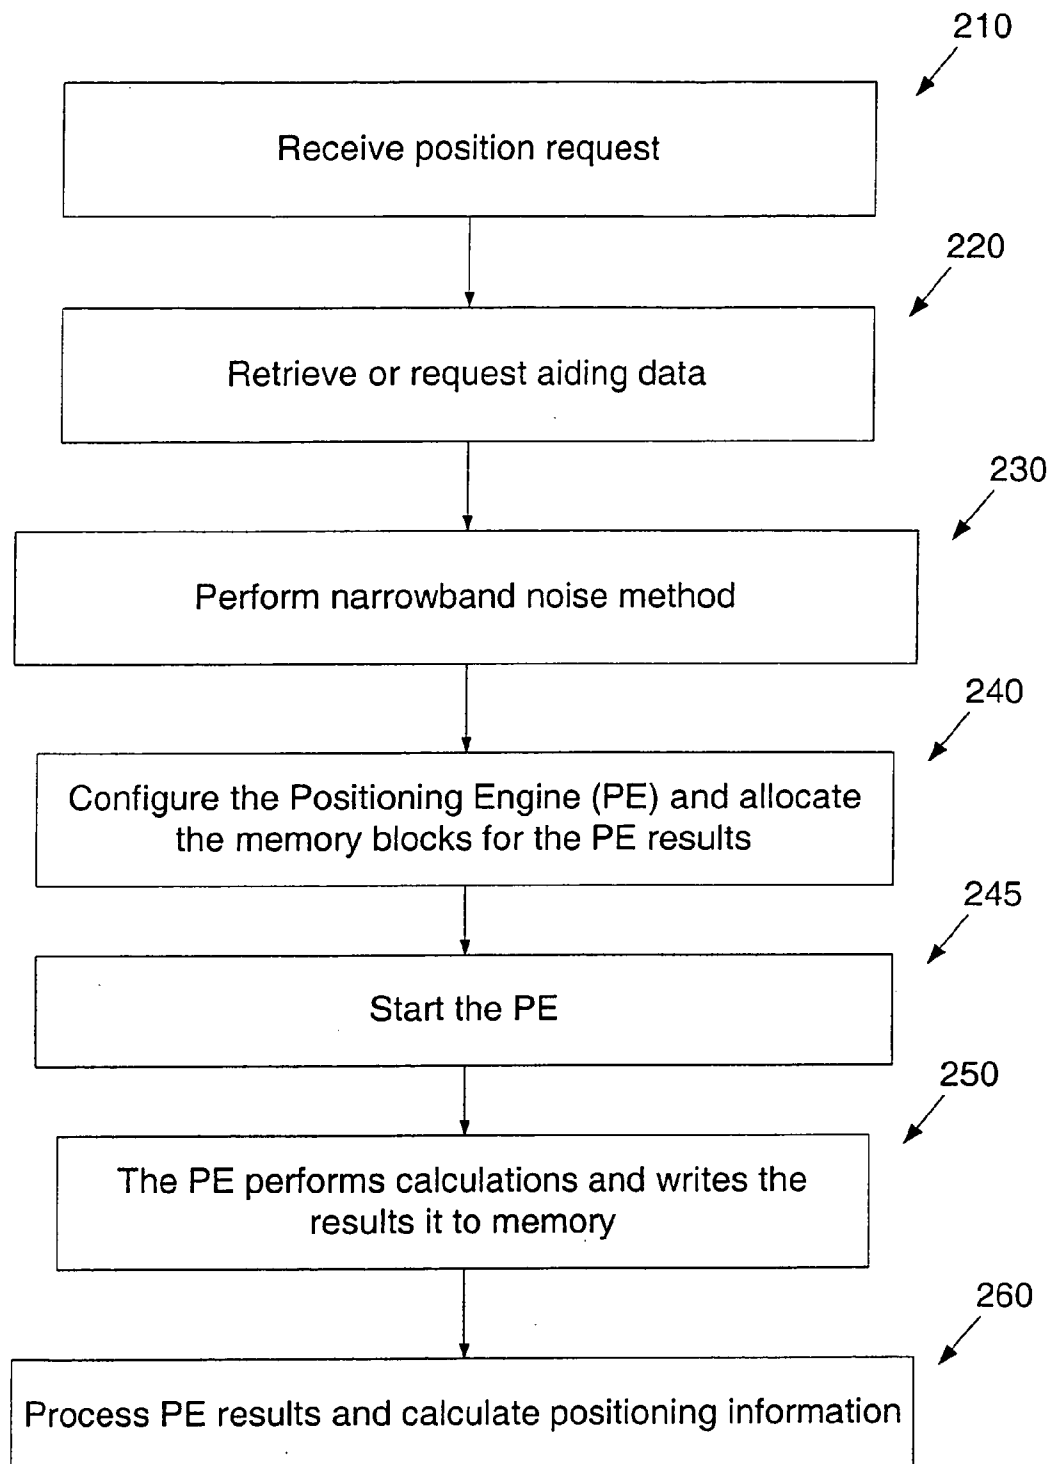 210
Receive position request
220
Retrieve or request aiding data
230
Perform narrowband noise method
240
Configure the Positioning Engine (PE) and allocate
the memory blocks for the PE results
245
Start the PE
250
The PE performs calculations and writes the
results it to memory
260
Process PE results and calculate positioning information